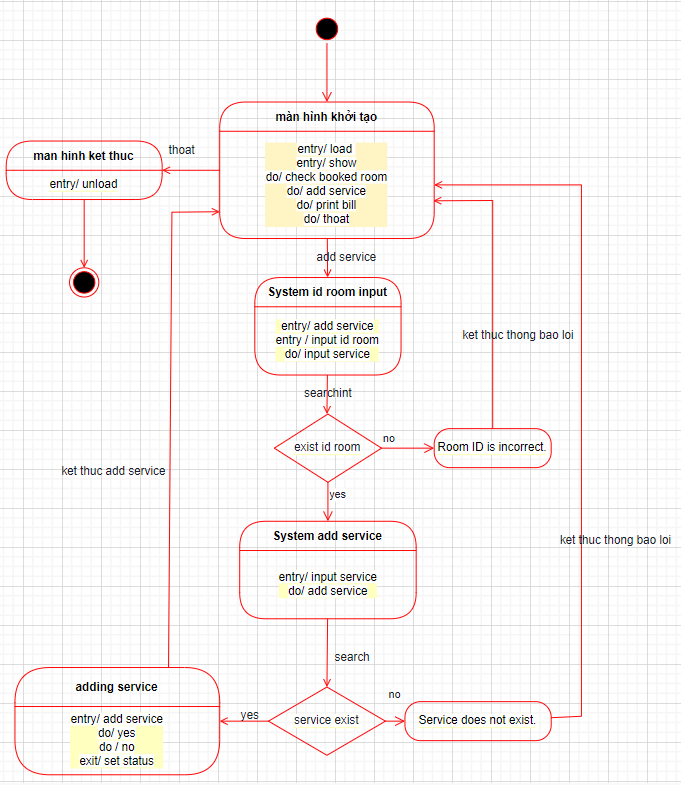 màn hình khởi tạo
entry/ load
entry/ show
do/ check booked room
do/ add service
do/ print bill
do/ thoat
thoat
man hinh ket thuc
entry/ unload
add service
System id room input
entry/ add service
entry / input id room
do/ input service
ket thuc thong bao loi
searchint
exist id room
no
Room ID is incorrect.
ket thuc add service
yes
System add service
entry/ input service
do/ add service
ket thuc thong bao loi
search
adding service
entry/ add service
do/ yes
do / no
exit/ set status
yes
service exist
no
Service does not exist.